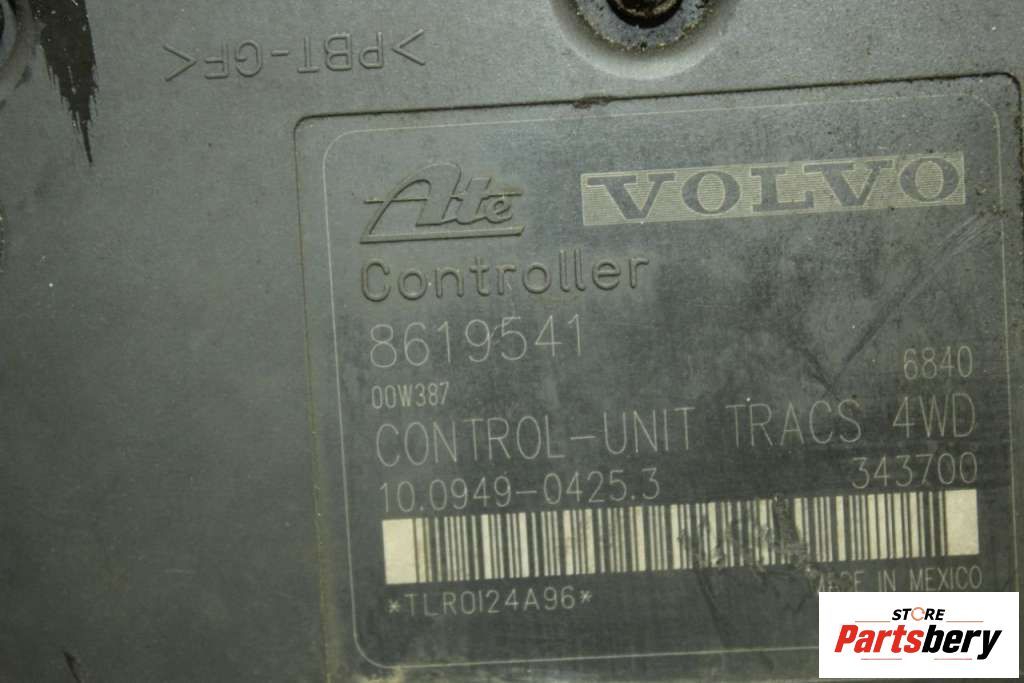 >PBT-GF<
Ate VOLVO
Controller
8619541
00W387 6840
CONTROL-UNIT TRACS 4WD
10.0949-0425.3 343700
*TLR0124A96* MADE IN MEXICO
STORE
Partsbery